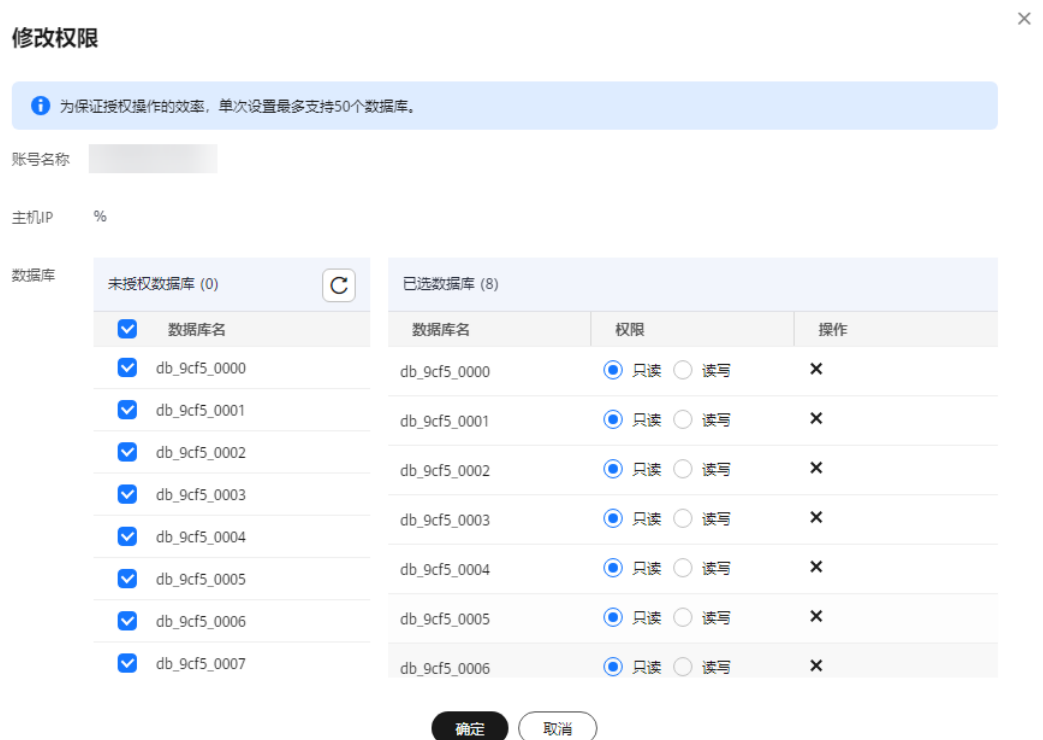 修改权限
为保证授权操作的效率，单次设置最多支持50个数据库。
账号名称
主机IP %
数据库
未授权数据库 (0)
数据库名
db_9cf5_0000
db_9cf5_0001
db_9cf5_0002
db_9cf5_0003
db_9cf5_0004
db_9cf5_0005
db_9cf5_0006
db_9cf5_0007
已选数据库 (8)
数据库名 权限 操作
db_9cf5_0000 只读 读写
db_9cf5_0001 只读 读写
db_9cf5_0002 只读 读写
db_9cf5_0003 只读 读写
db_9cf5_0004 只读 读写
db_9cf5_0005 只读 读写
db_9cf5_0006 只读 读写
确定 取消